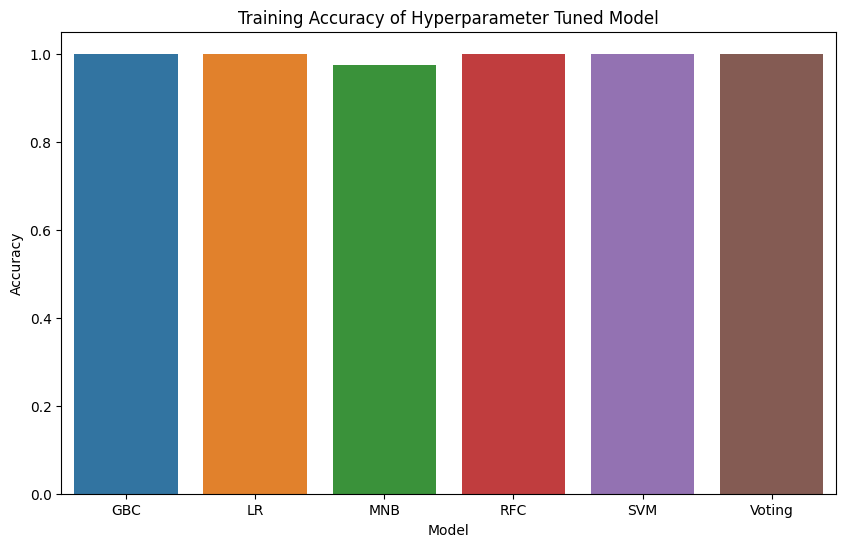 Training Accuracy of Hyperparameter Tuned Model
1.0
0.8
0.6
0.4
0.2
0.0
Accuracy
GBC LR MNB RFC SVM Voting
Model